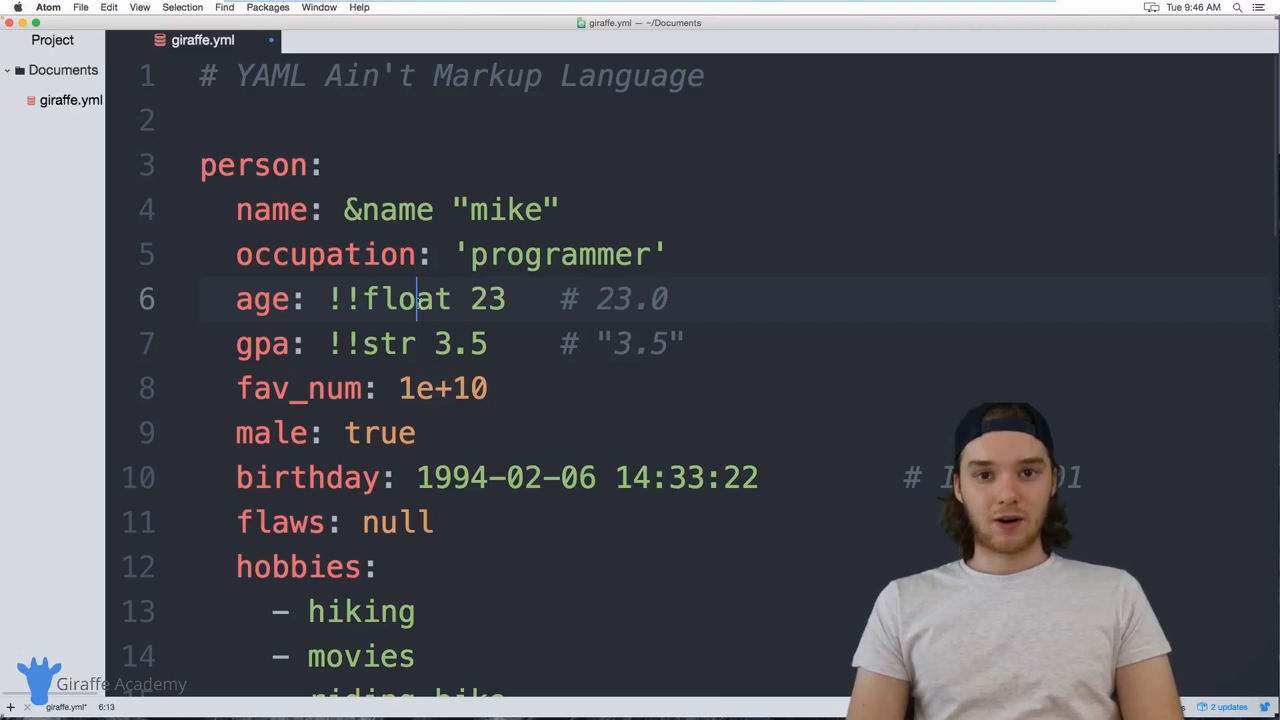 Atom File Edit View Selection Find Packages Window Help Tue 9:46 AM
giraffe.yml — ~/Documents
Project
giraffe.yml
Documents
giraffe.yml
1 # YAML Ain't Markup Language
2
3 person:
4 name: &name "mike"
5 occupation: 'programmer'
6 age: !!float 23 # 23.0
7 gpa: !!str 3.5 # "3.5"
8 fav_num: 1e+10
9 male: true
10 birthday: 1994-02-06 14:33:22 #
11 flaws: null
12 hobbies:
13 - hiking
14 - movies
- riding bike
Giraffe Academy
giraffe.yml* 6:13 2 updates